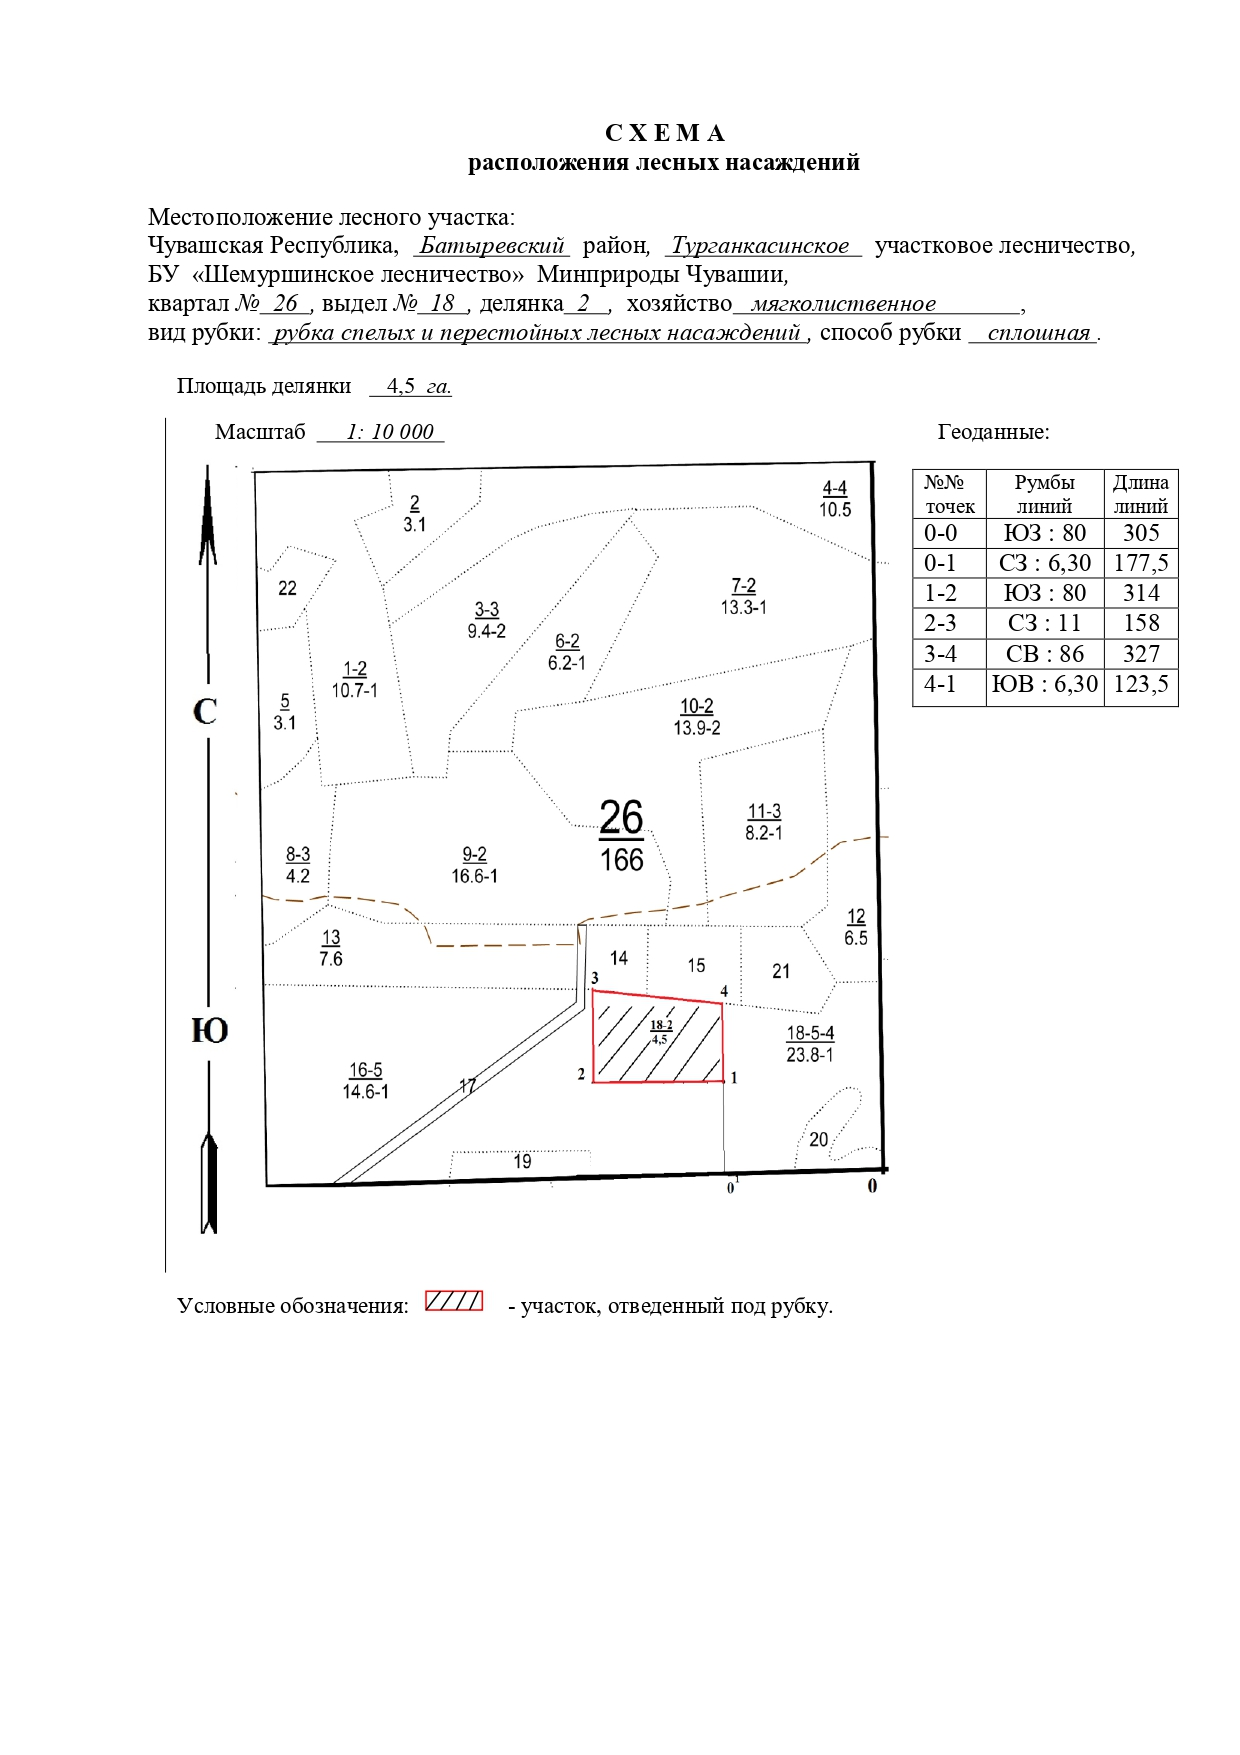 С Х Е М А
расположения лесных насаждений
Местоположение лесного участка:
Чувашская Республика, Батыревский район, Турганкасинское участковое лесничество,
БУ «Шемуршинское лесничество» Минприроды Чувашии,
квартал № 26 , выдел № 18 , делянка 2 , хозяйство мягколиственное ,
вид рубки: рубка спелых и перестойных лесных насаждений , способ рубки сплошная .
Площадь делянки 4,5 га.
Масштаб 1: 10 000
Геоданные:
№№ точек Румбы линий Длина линий
0-0 ЮЗ : 80 305
0-1 СЗ : 6,30 177,5
1-2 ЮЗ : 80 314
2-3 СЗ : 11 158
3-4 СВ : 86 327
4-1 ЮВ : 6,30 123,5
С
Ю
2
3.1
4-4
10.5
22
7-2
13.3-1
3-3
9.4-2
6-2
6.2-1
1-2
10.7-1
5
3.1
10-2
13.9-2
26
166
11-3
8.2-1
8-3
4.2
9-2
16.6-1
12
6.5
13
7.6
14
15
21
3
4
18-2
4,5
18-5-4
23.8-1
16-5
14.6-1
17
2
1
20
19
0'
0
Условные обозначения: - участок, отведенный под рубку.